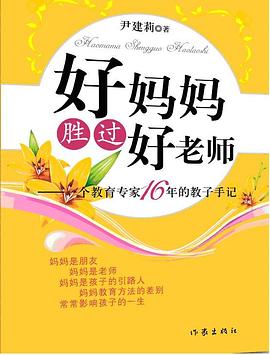 尹建莉◎著
Haomama Shengguo Haolaoshi
好妈妈
胜过
好老师
——一个教育专家16年的教子手记
妈妈是朋友
妈妈是老师
妈妈是孩子的引路人
妈妈教育方法的差别
常常影响孩子的一生
作家出版社